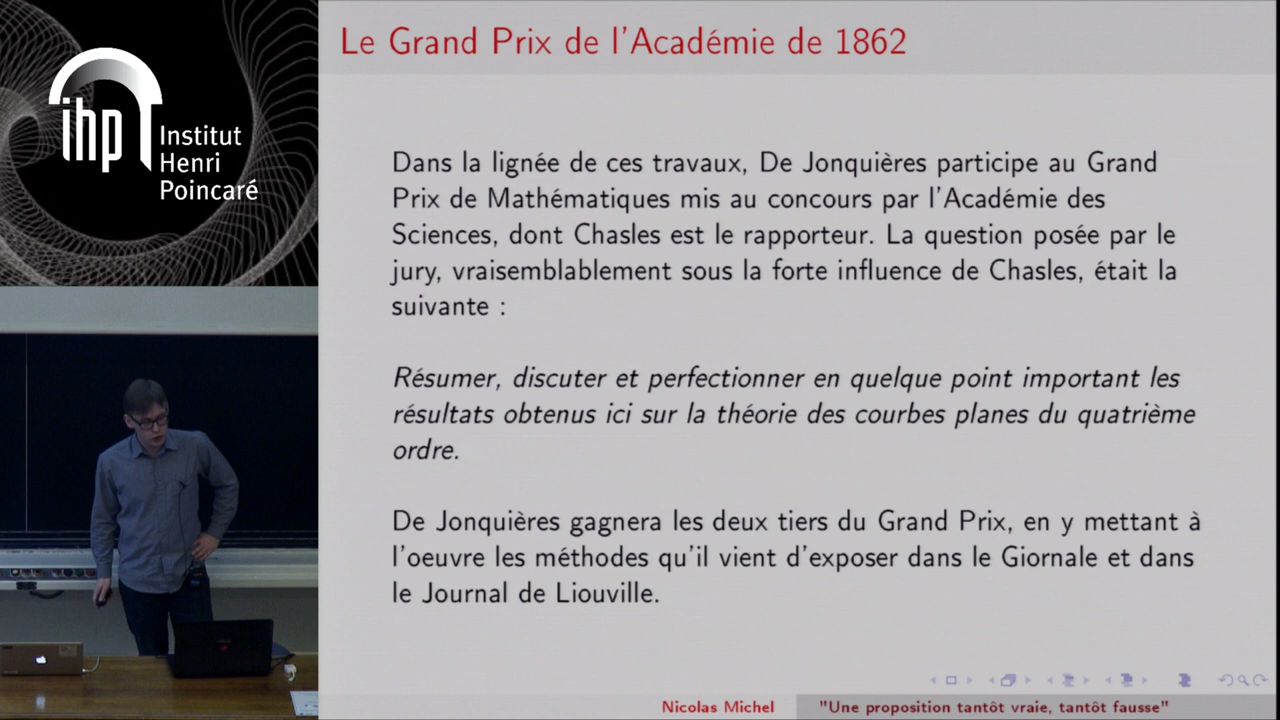 ihp
Institut
Henri
Poincaré
Le Grand Prix de l'Académie de 1862
Dans la lignée de ces travaux, De Jonquières participe au Grand
Prix de Mathématiques mis au concours par l'Académie des
Sciences, dont Chasles est le rapporteur. La question posée par le
jury, vraisemblablement sous la forte influence de Chasles, était la
suivante :
Résumer, discuter et perfectionner en quelque point important les
résultats obtenus ici sur la théorie des courbes planes du quatrième
ordre.
De Jonquières gagnera les deux tiers du Grand Prix, en y mettant à
l'oeuvre les méthodes qu'il vient d'exposer dans le Giornale et dans
le Journal de Liouville.
Nicolas Michel
"Une proposition tantôt vraie, tantôt fausse"